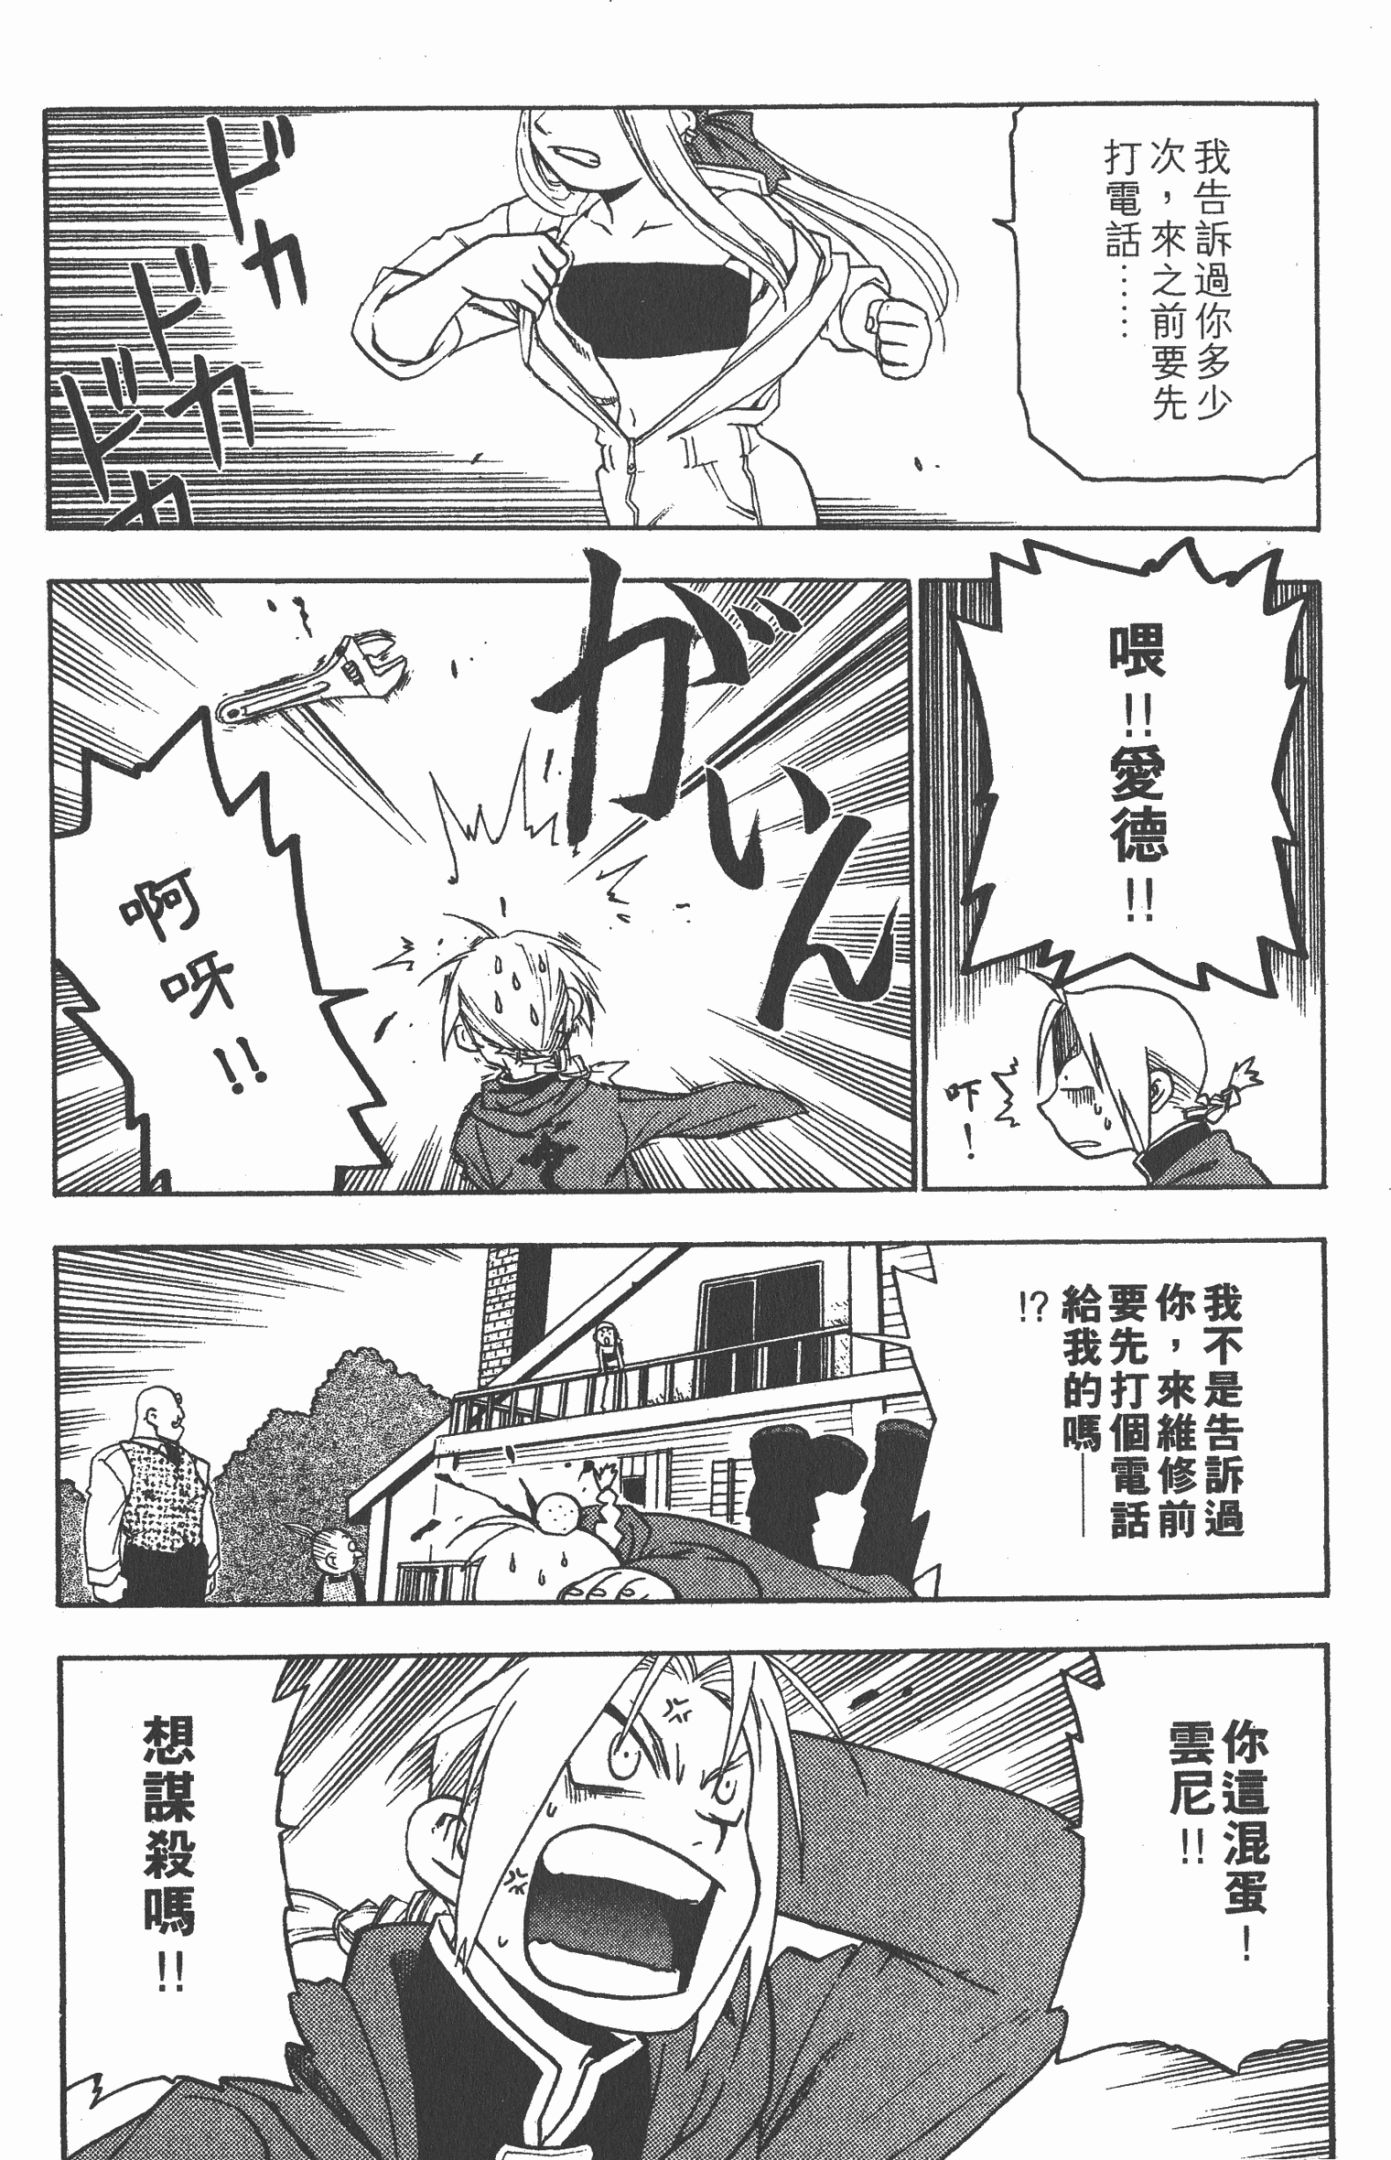 我告訴過你多少
次，來之前要先
打電話……
ドカ
ドドカ
ドドカ
喂!!愛德!!
吓！
がいん
啊呀!!
我不是告訴過
你，來維修前
要先打個電話
給我的嗎——
!?
你這混蛋！
雲尼!!
想謀殺嗎!!